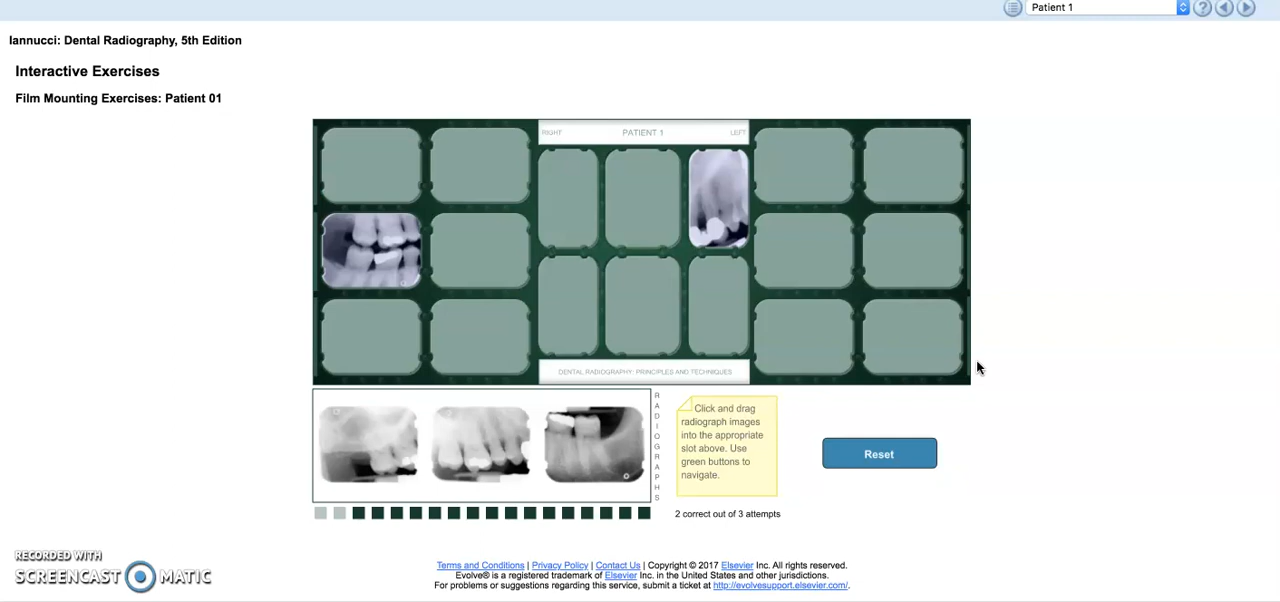 Patient 1
Iannucci: Dental Radiography, 5th Edition
Interactive Exercises
Film Mounting Exercises: Patient 01
RIGHT PATIENT 1 LEFT
DENTAL RADIOGRAPHY: PRINCIPLES AND TECHNIQUES
RADIOGRAPHS
Click and drag
radiograph images
into the appropriate
slot above. Use
green buttons to
navigate.
Reset
2 correct out of 3 attempts
RECORDED WITH
SCREENCAST MATIC
Terms and Conditions | Privacy Policy | Contact Us | Copyright © 2017 Elsevier Inc. All rights reserved.
Evolve® is a registered trademark of Elsevier Inc. in the United States and other jurisdictions.
For problems or suggestions regarding this service, submit a ticket at http://evolvesupport.elsevier.com/.